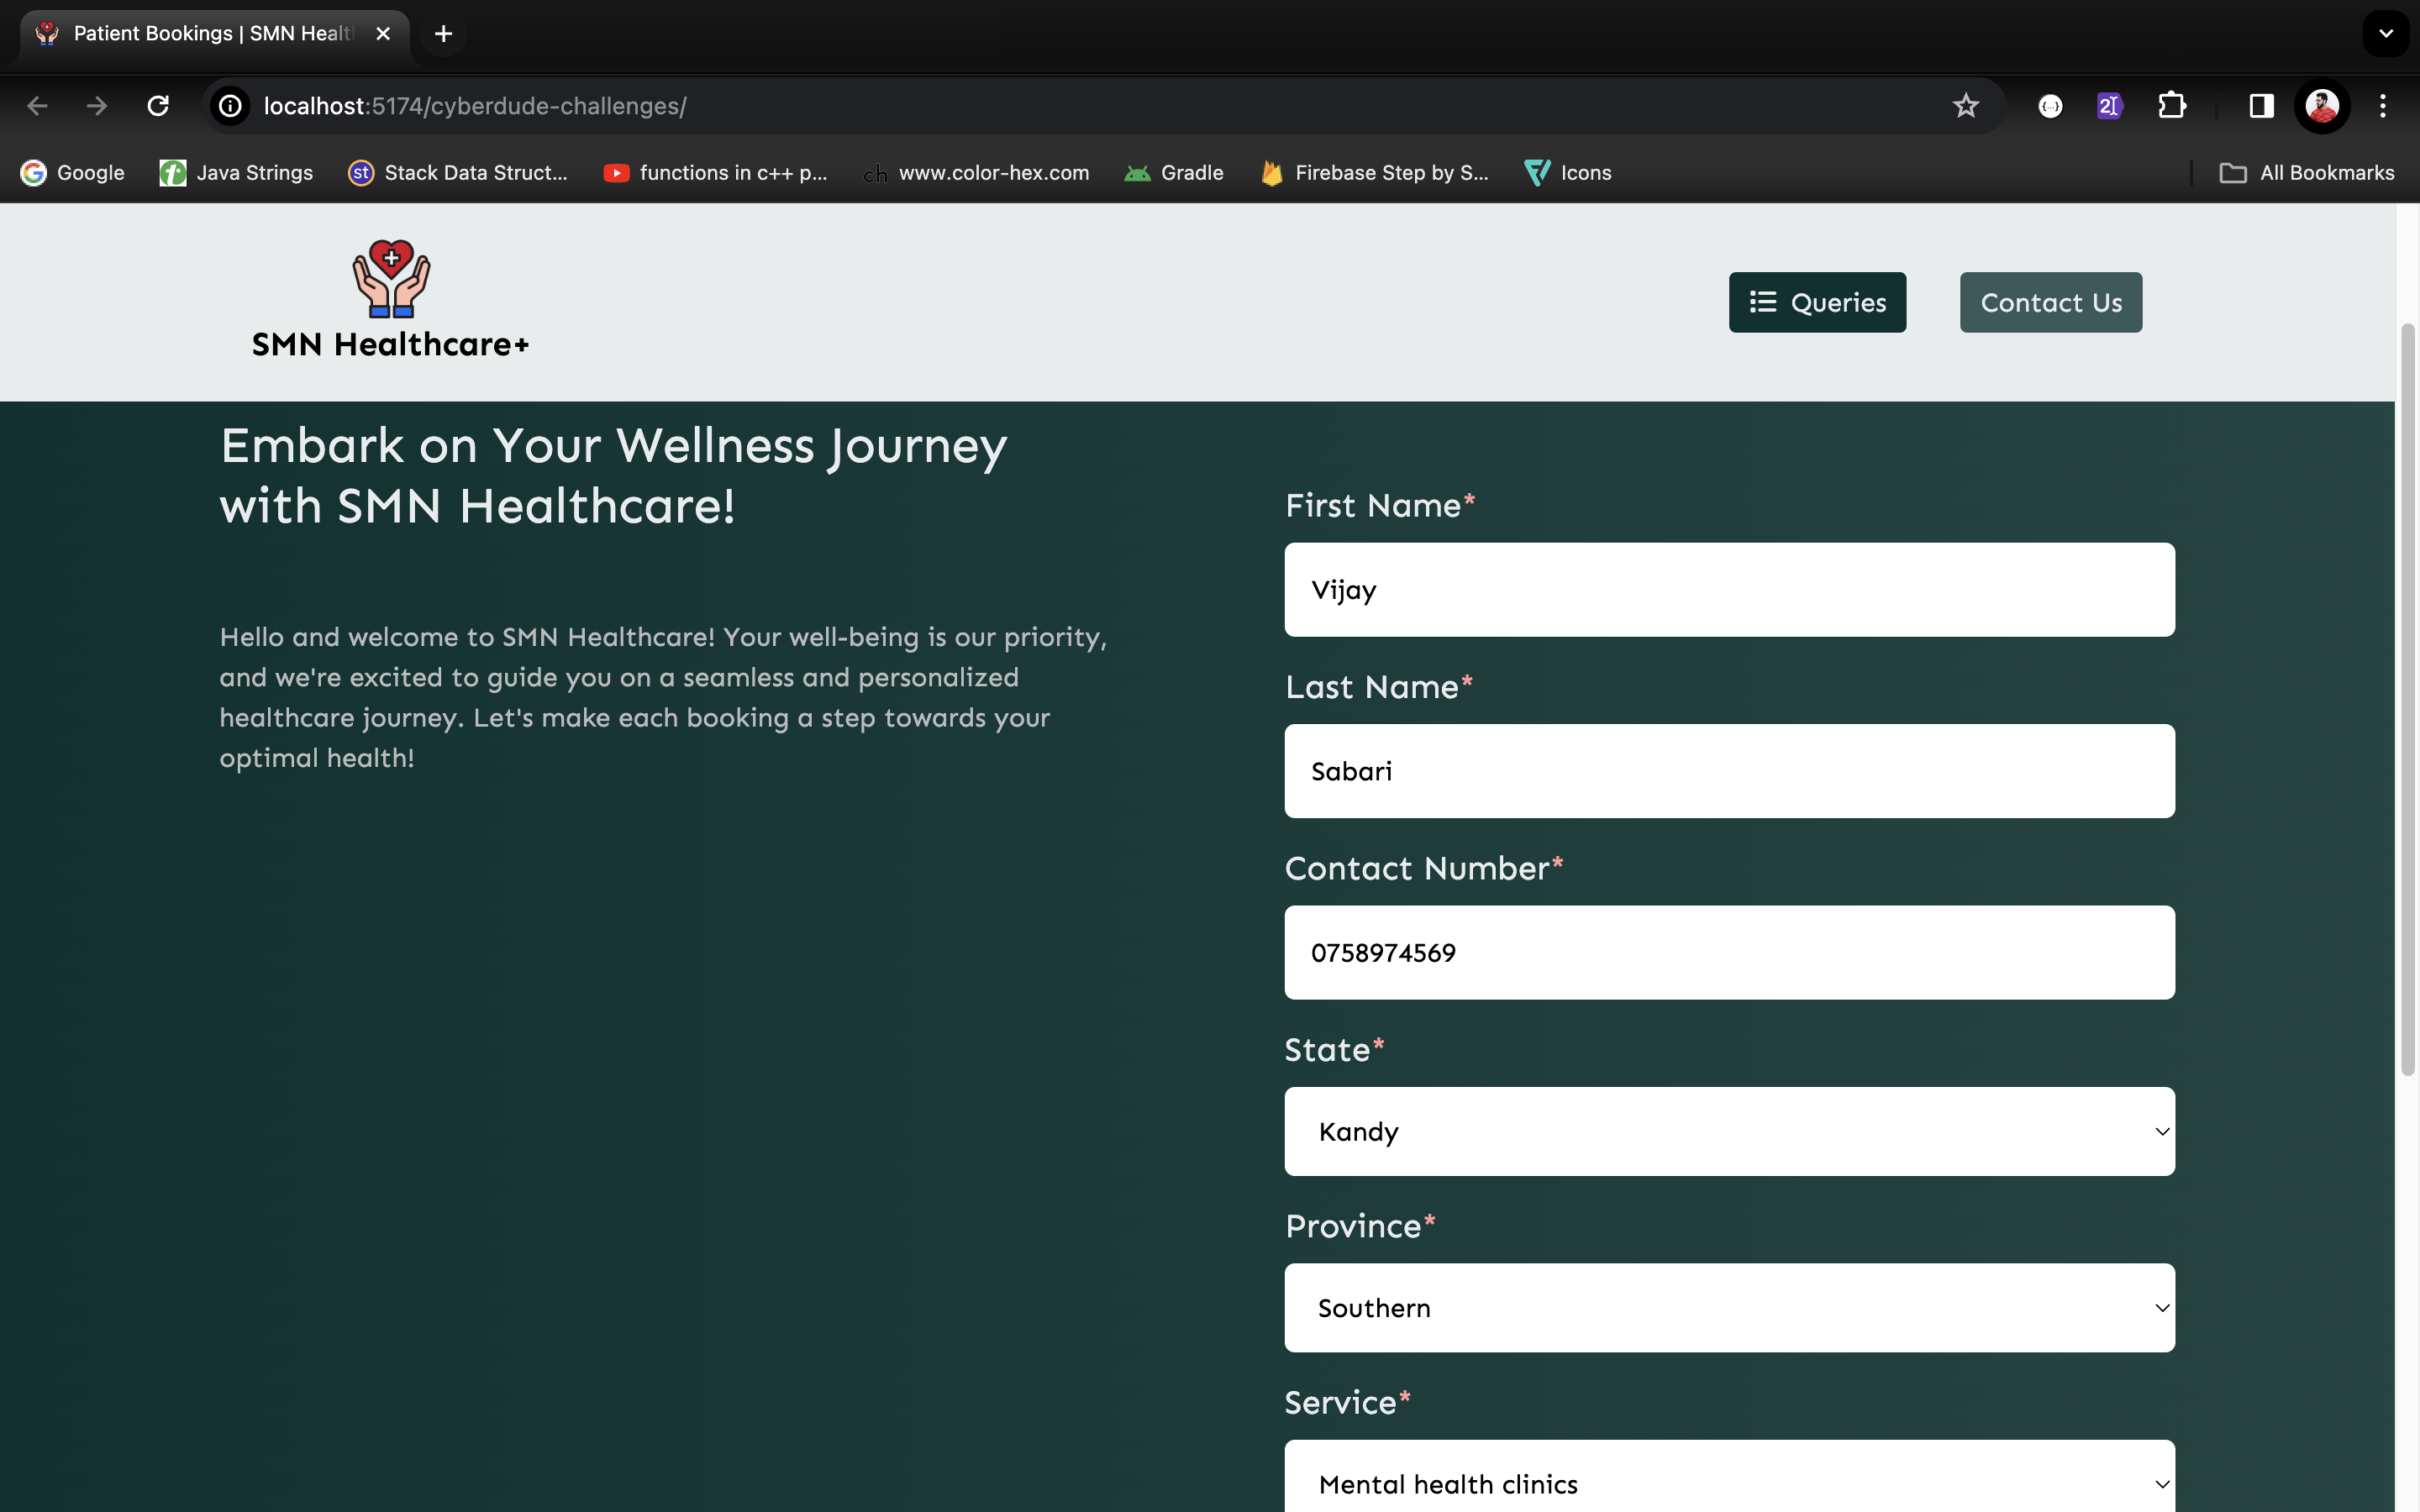 Patient Bookings | SMN Healt
localhost:5174/cyberdude-challenges/
Google
Java Strings
st
Stack Data Struct...
functions in c++ p...
ch
www.color-hex.com
Gradle
Firebase Step by S...
Icons
All Bookmarks
SMN Healthcare+
Queries
Contact Us
Embark on Your Wellness Journey
with SMN Healthcare!
Hello and welcome to SMN Healthcare! Your well-being is our priority,
and we're excited to guide you on a seamless and personalized
healthcare journey. Let's make each booking a step towards your
optimal health!
First Name*
Vijay
Last Name*
Sabari
Contact Number*
0758974569
State*
Kandy
Province*
Southern
Service*
Mental health clinics